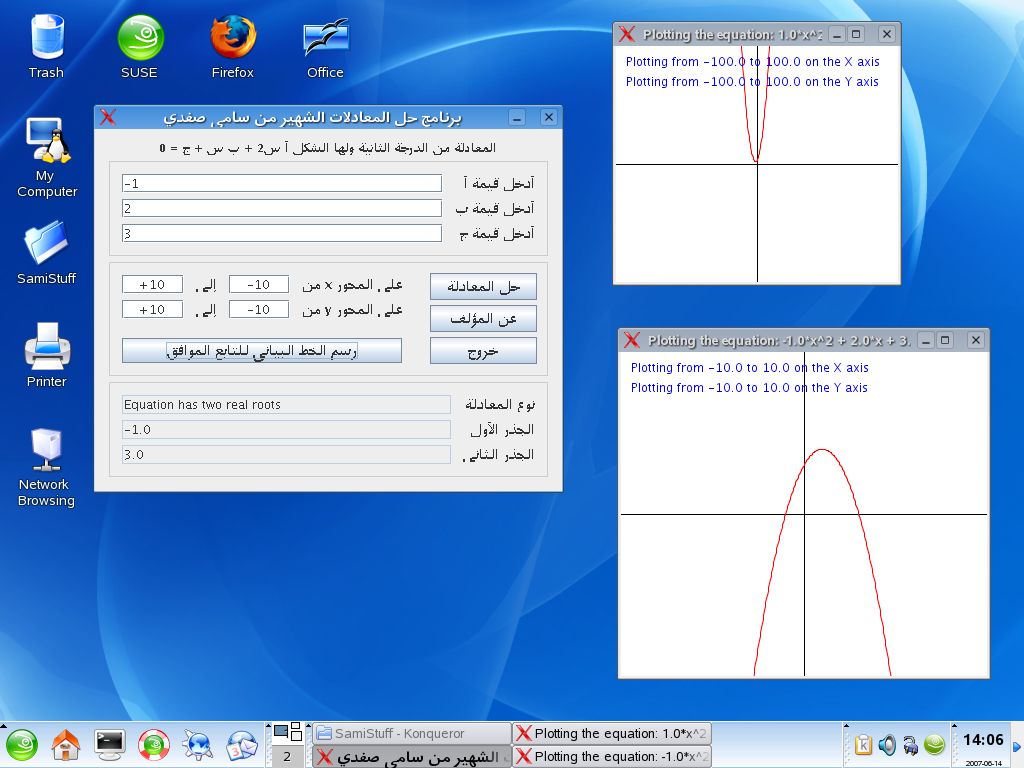 Trash
SUSE
Firefox
Office
My
Computer
SamiStuff
Printer
Network
Browsing
برنامج حل المعادلات الشهير من سامي صفدي
المعادلة من الدرجة الثانية ولها الشكل آ س2 + ب س + ج = 0
أدخل قيمة آ
-1
أدخل قيمة ب
2
أدخل قيمة ج
3
على المحور x من -10 إلى +10
على المحور y من -10 إلى +10
رسم الخط البياني للتابع الموافق
حل المعادلة
عن المؤلف
خروج
نوع المعادلة
Equation has two real roots
الجذر الأول
-1.0
الجذر الثاني
3.0
Plotting the equation: 1.0*x^2
Plotting from -100.0 to 100.0 on the X axis
Plotting from -100.0 to 100.0 on the Y axis
Plotting the equation: -1.0*x^2 + 2.0*x + 3.
Plotting from -10.0 to 10.0 on the X axis
Plotting from -10.0 to 10.0 on the Y axis
2
SamiStuff - Konqueror
الشهير من سامي صفدي
Plotting the equation: 1.0*x^2
Plotting the equation: -1.0*x^2
14:06
2007-06-14